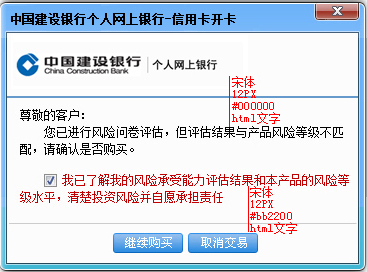 中国建设银行个人网上银行-信用卡开卡
中国建设银行 个人网上银行
China Construction Bank
宋体
12PX
#000000
html文字
尊敬的客户:
您已进行风险问卷评估，但评估结果与产品风险等级不匹
配，请确认是否购买。
我已了解我的风险承受能力评估结果和本产品的风险等
级水平，清楚投资风险并自愿承担责任
宋体
12PX
#bb2200
html文字
继续购买 取消交易